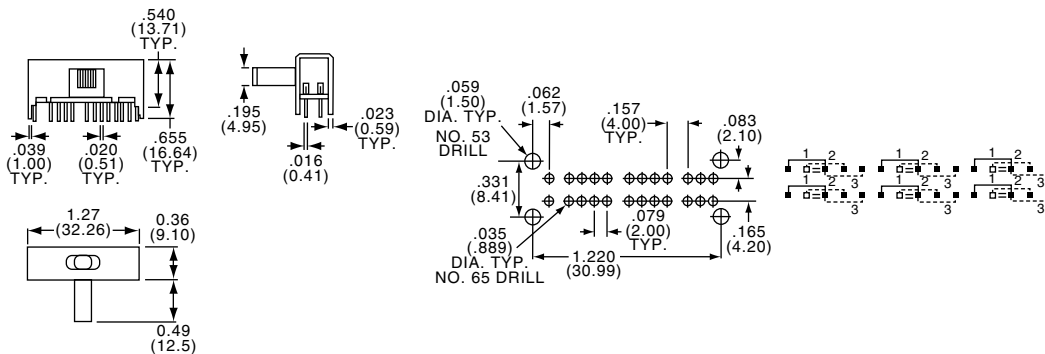 .540
(13.71)
TYP.
.039
(1.00)
TYP.
.020
(0.51)
TYP.
.655
(16.64)
TYP.
.195
(4.95)
.023
(0.59)
TYP.
.016
(0.41)
.059
(1.50)
DIA. TYP.
NO. 53
DRILL
.062
(1.57)
.157
(4.00)
TYP.
.083
(2.10)
.331
(8.41)
.035
(.889)
DIA. TYP.
NO. 65 DRILL
.079
(2.00)
TYP.
.165
(4.20)
1.220
(30.99)
1 2 1 2 1 2
3 3 3
1 2 1 2 1 2
3 3 3
1.27
(32.26)
0.36
(9.10)
0.49
(12.5)